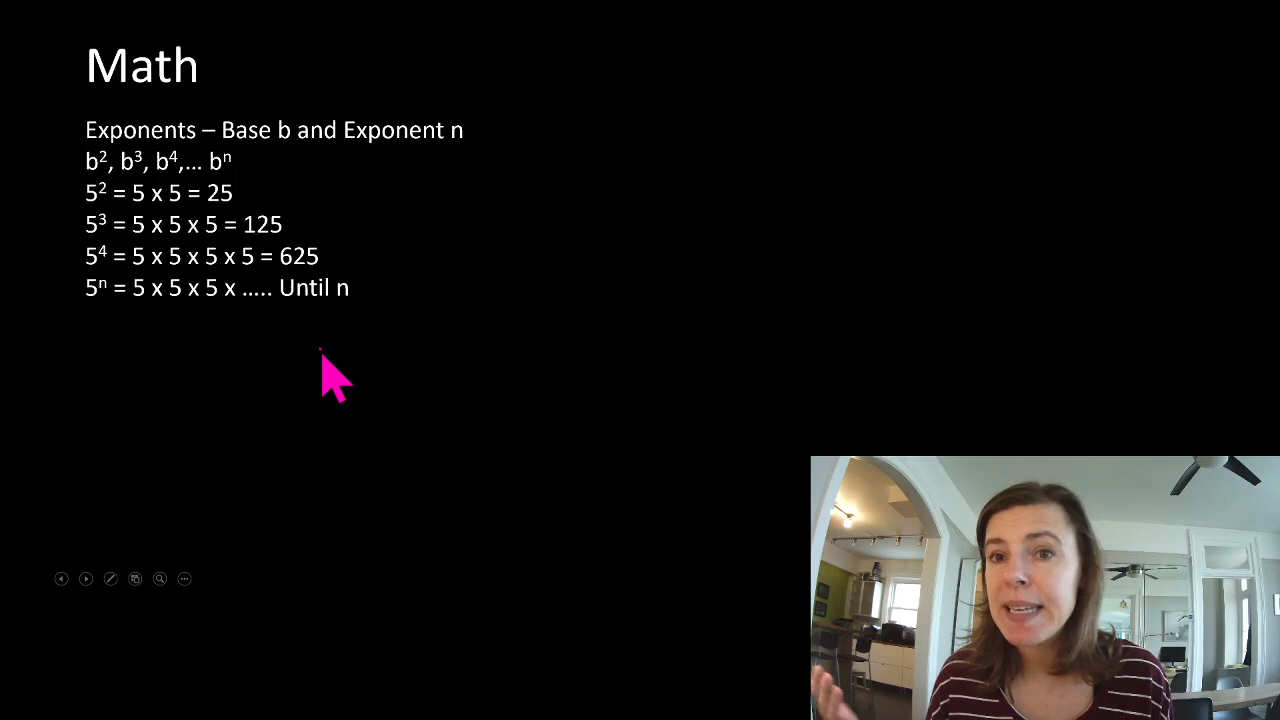 Math
Exponents – Base b and Exponent n
b², b³, b⁴,... bⁿ
5² = 5 x 5 = 25
5³ = 5 x 5 x 5 = 125
5⁴ = 5 x 5 x 5 x 5 = 625
5ⁿ = 5 x 5 x 5 x ..... Until n